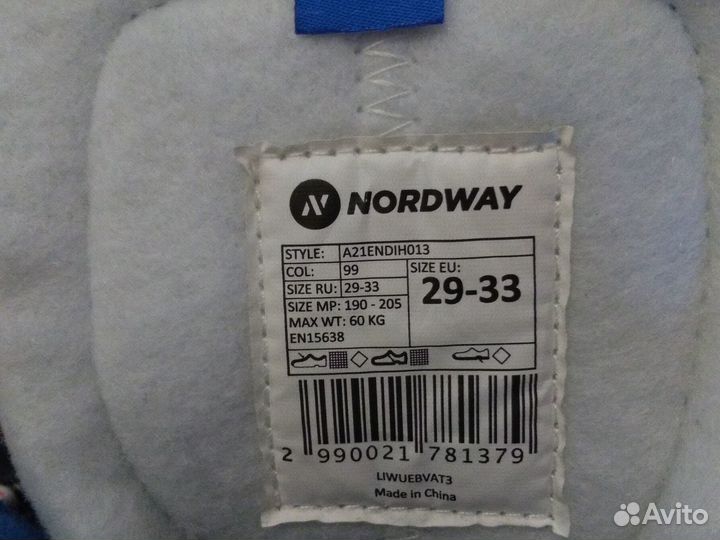 NORDWAY
STYLE: A21ENDIH013
COL: 99
SIZE RU: 29-33
SIZE MP: 190 - 205
MAX WT: 60 KG
EN15638
SIZE EU:
29-33
2 990021 781379
LIWUEBVAT3
Made in China
Avito